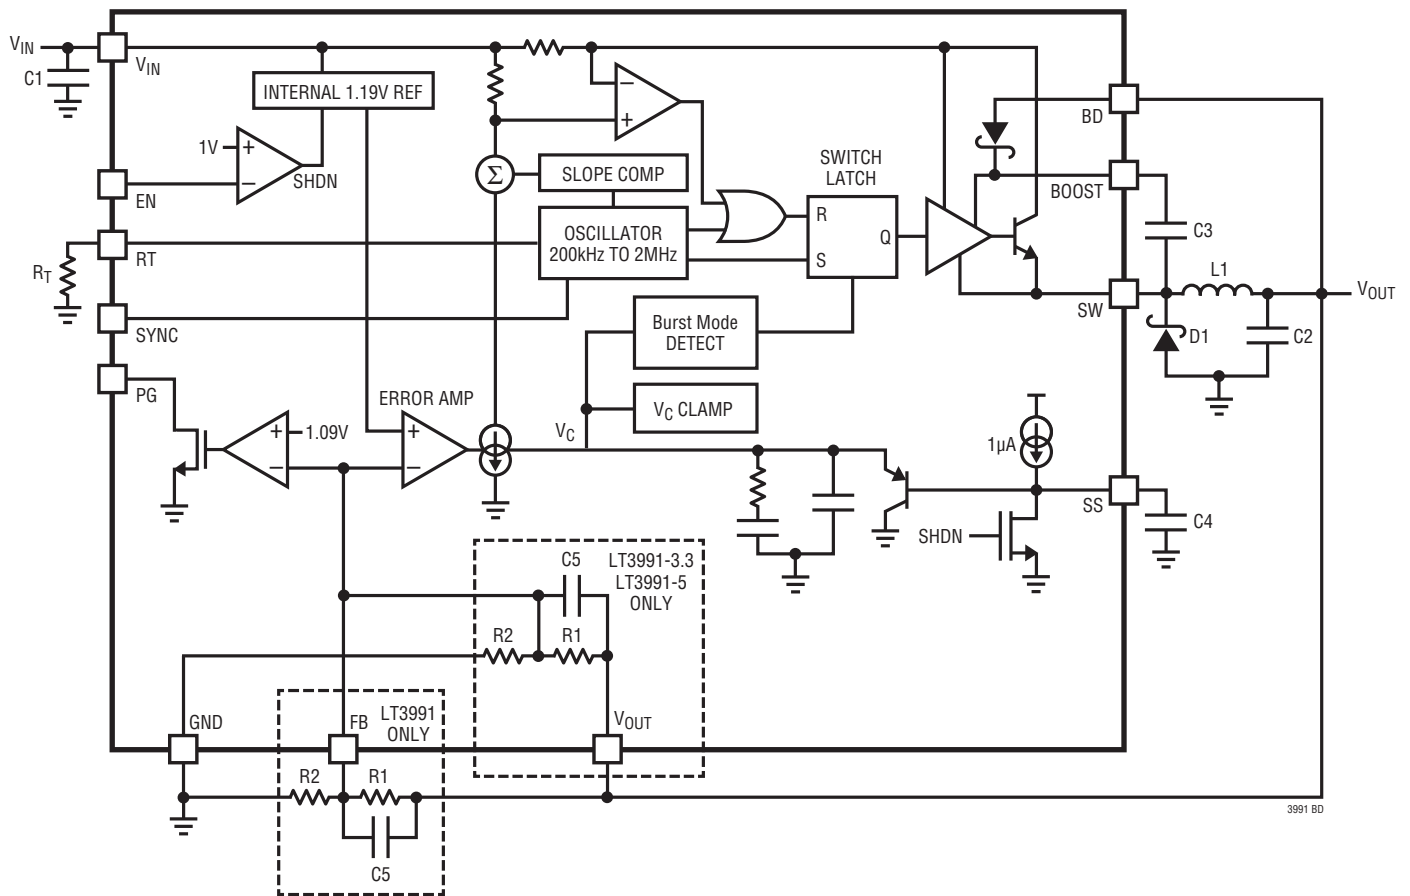 VIN
VIN
C1
INTERNAL 1.19V REF
1V
+
−
SHDN
EN
−
+
Σ
SLOPE COMP
OSCILLATOR
200kHz TO 2MHz
RT
RT
SYNC
SWITCH
LATCH
R
S
Q
BD
BOOST
C3
L1
SW
VOUT
D1
C2
Burst Mode
DETECT
VC CLAMP
VC
PG
+
−
1.09V
ERROR AMP
+
−
1µA
SS
C4
SHDN
C5
LT3991-3.3
LT3991-5
ONLY
R2
R1
GND
FB
LT3991
ONLY
VOUT
R2
R1
C5
3991 BD